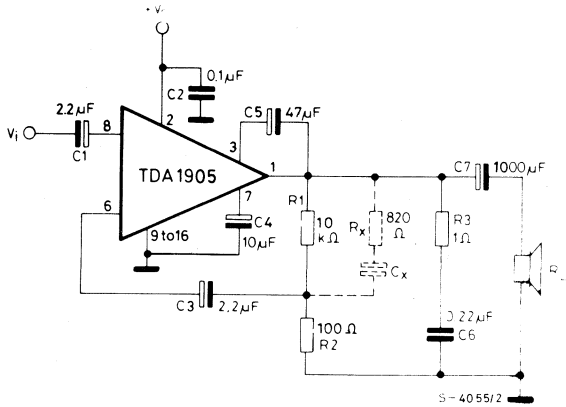 +V
0.1µF
C2
2.2µF
C5
47µF
Vi
8
2
C1
3
1
C7
1000µF
TDA1905
7
6
R1
10
kΩ
Rx
820
Ω
R3
1Ω
9 to 16
C4
10µF
Cx
R
C3
2.2µF
100Ω
R2
0.22µF
C6
S-4055/2